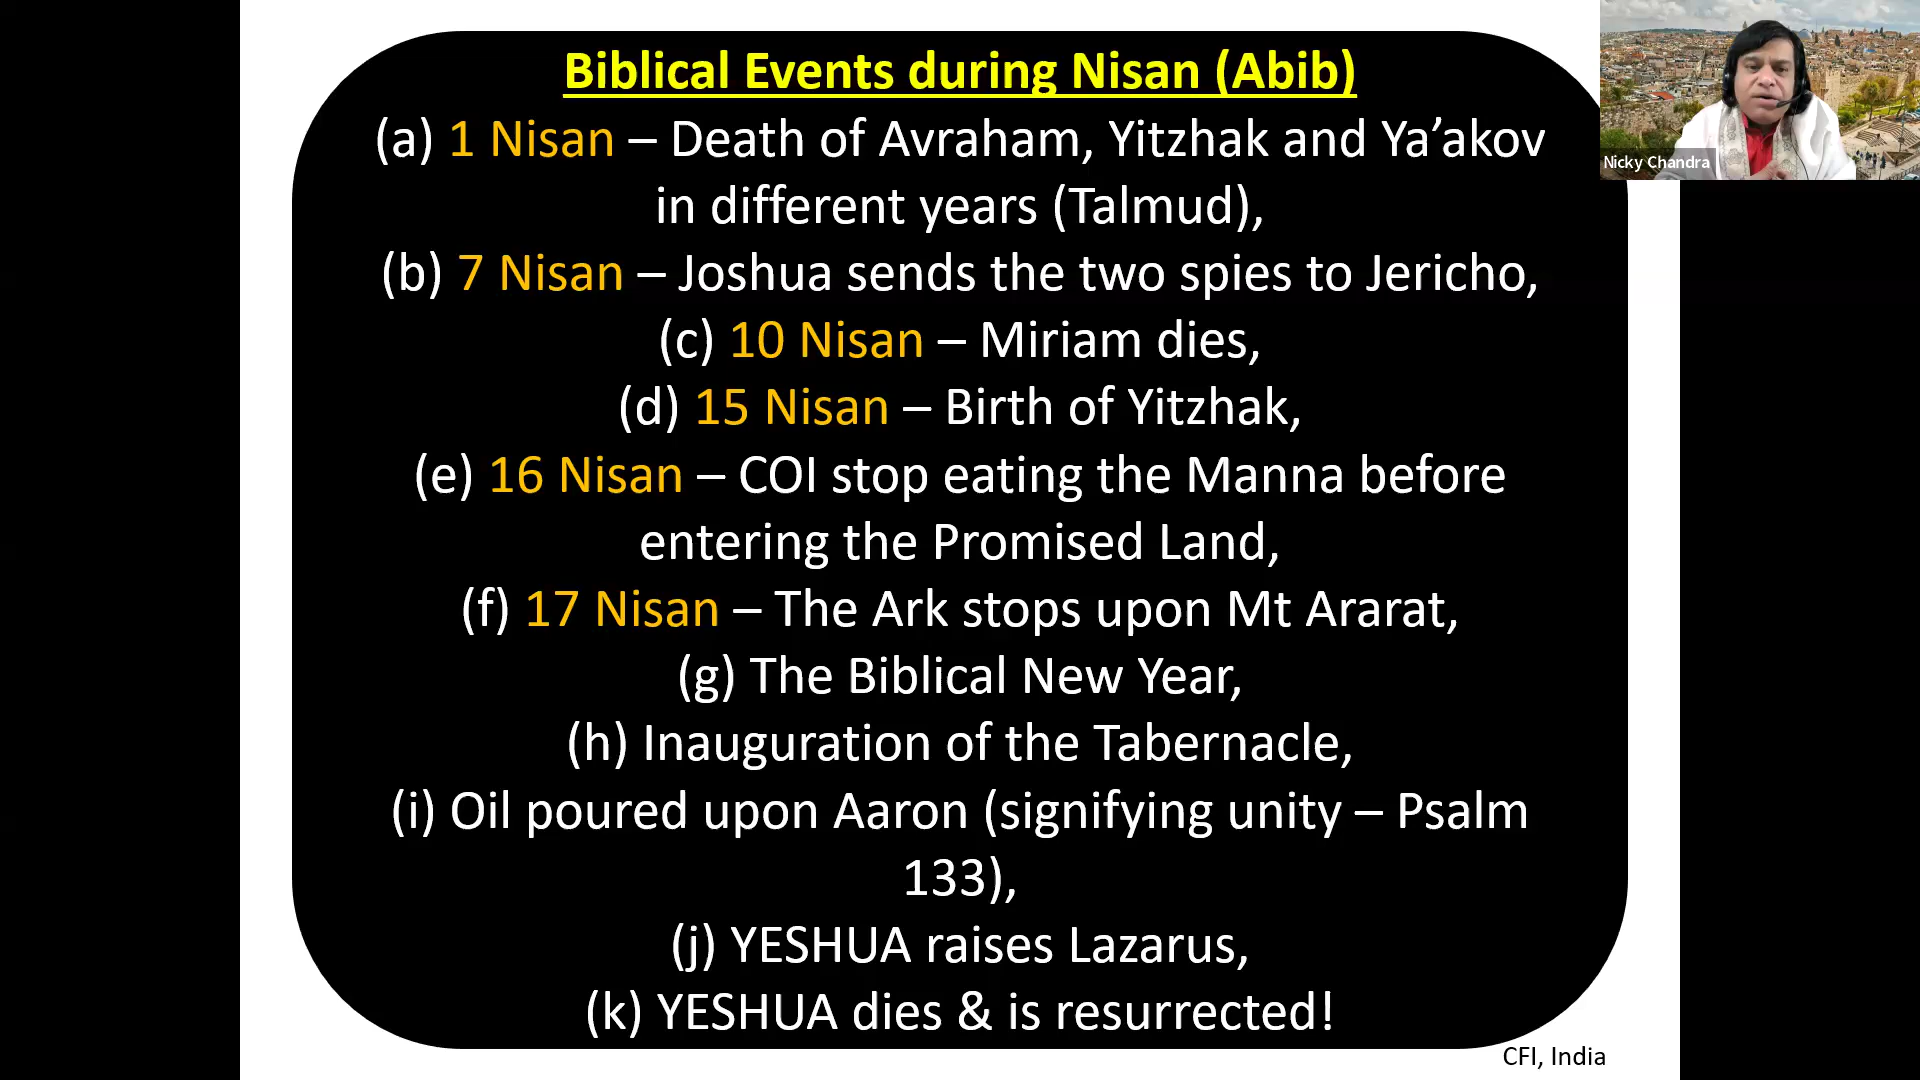 Biblical Events during Nisan (Abib)
(a) 1 Nisan – Death of Avraham, Yitzhak and Ya’akov
in different years (Talmud),
(b) 7 Nisan – Joshua sends the two spies to Jericho,
(c) 10 Nisan – Miriam dies,
(d) 15 Nisan – Birth of Yitzhak,
(e) 16 Nisan – COI stop eating the Manna before
entering the Promised Land,
(f) 17 Nisan – The Ark stops upon Mt Ararat,
(g) The Biblical New Year,
(h) Inauguration of the Tabernacle,
(i) Oil poured upon Aaron (signifying unity – Psalm
133),
(j) YESHUA raises Lazarus,
(k) YESHUA dies & is resurrected!
CFI, India
Nicky Chandra